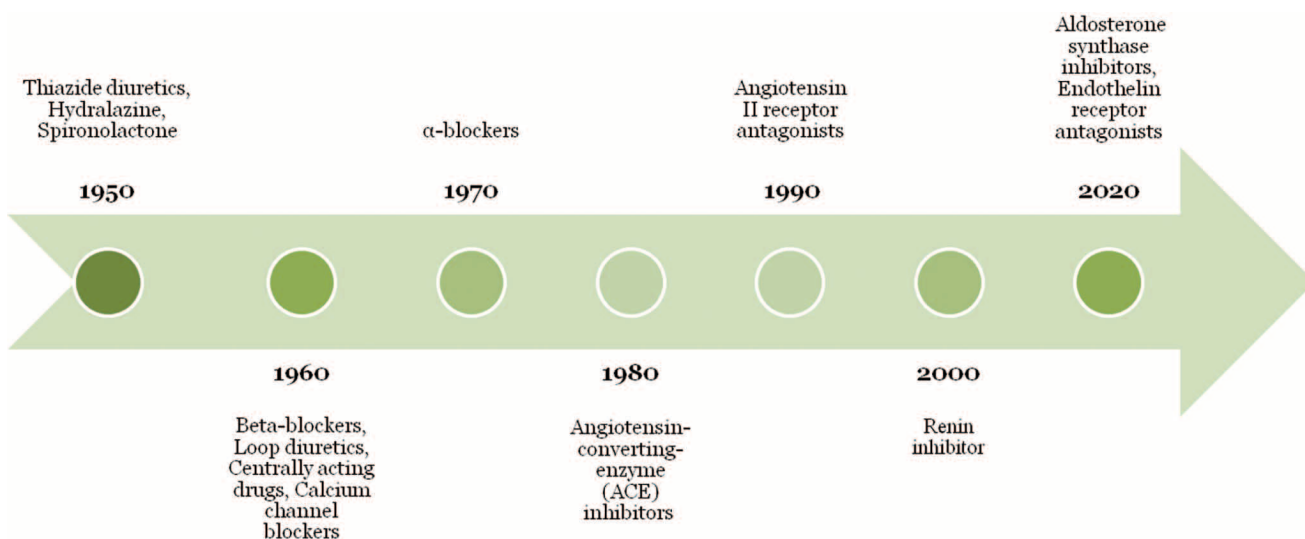 Thiazide diuretics,
Hydralazine,
Spironolactone
1950
1960
Beta-blockers,
Loop diuretics,
Centrally acting
drugs, Calcium
channel
blockers
α-blockers
1970
1980
Angiotensin-
converting-
enzyme
(ACE)
inhibitors
Angiotensin
II receptor
antagonists
1990
2000
Renin
inhibitor
Aldosterone
synthase
inhibitors,
Endothelin
receptor
antagonists
2020